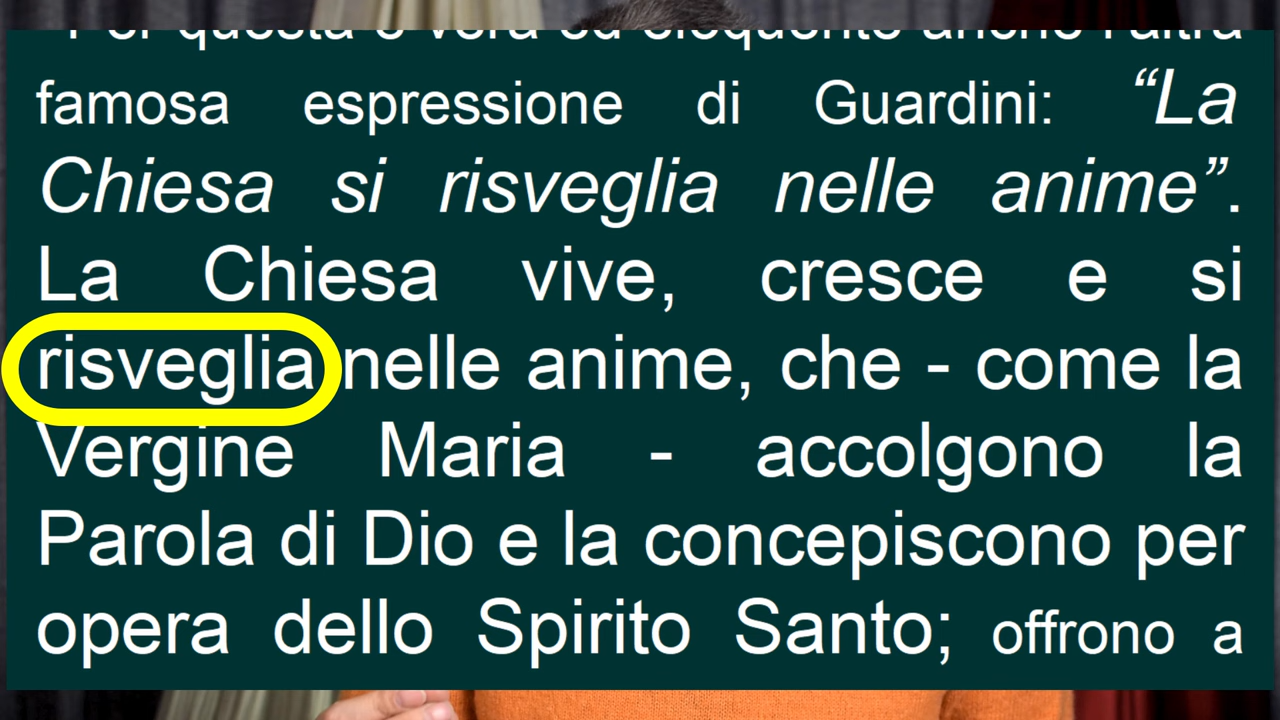 famosa espressione di Guardini: “La
Chiesa si risveglia nelle anime”.
La Chiesa vive, cresce e si
risveglia nelle anime, che - come la
Vergine Maria - accolgono la
Parola di Dio e la concepiscono per
opera dello Spirito Santo; offrono a